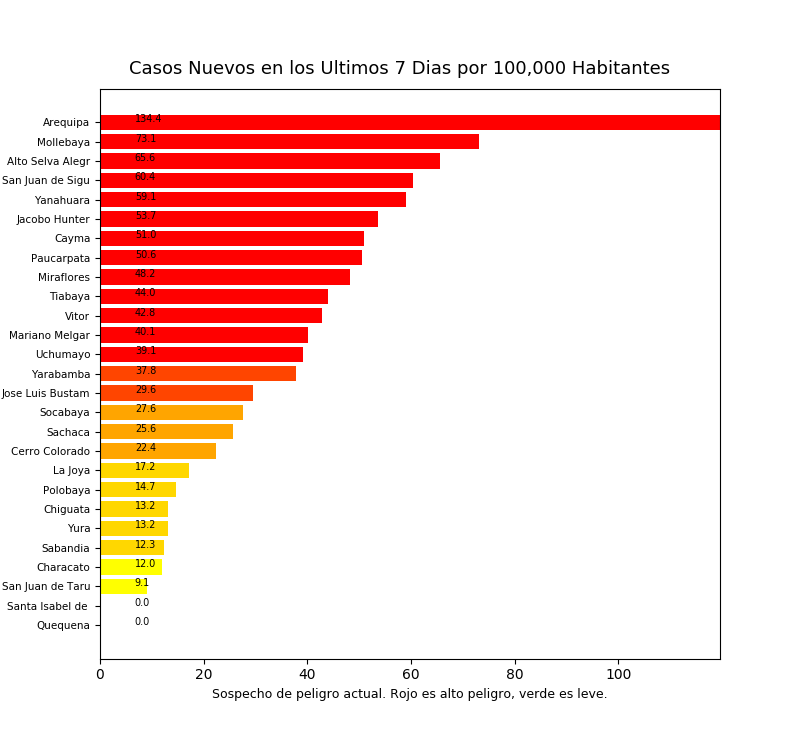 Casos Nuevos en los Ultimos 7 Dias por 100,000 Habitantes
Arequipa 134.4
Mollebaya 73.1
Alto Selva Alegr 65.6
San Juan de Sigu 60.4
Yanahuara 59.1
Jacobo Hunter 53.7
Cayma 51.0
Paucarpata 50.6
Miraflores 48.2
Tiabaya 44.0
Vitor 42.8
Mariano Melgar 40.1
Uchumayo 39.1
Yarabamba 37.8
Jose Luis Bustam 29.6
Socabaya 27.6
Sachaca 25.6
Cerro Colorado 22.4
La Joya 17.2
Polobaya 14.7
Chiguata 13.2
Yura 13.2
Sabandia 12.3
Characato 12.0
San Juan de Taru 9.1
Santa Isabel de 0.0
Quequena 0.0
0 20 40 60 80 100
Sospecho de peligro actual. Rojo es alto peligro, verde es leve.